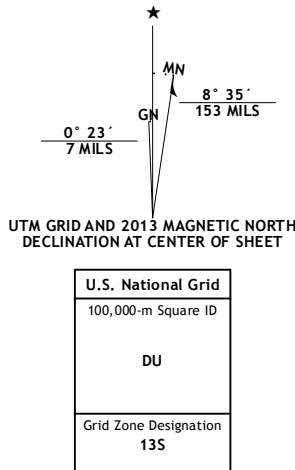 ★
MN
GN
8° 35´
153 MILS
0° 23´
7 MILS
UTM GRID AND 2013 MAGNETIC NORTH
DECLINATION AT CENTER OF SHEET
U.S. National Grid
100,000-m Square ID
DU
Grid Zone Designation
13S